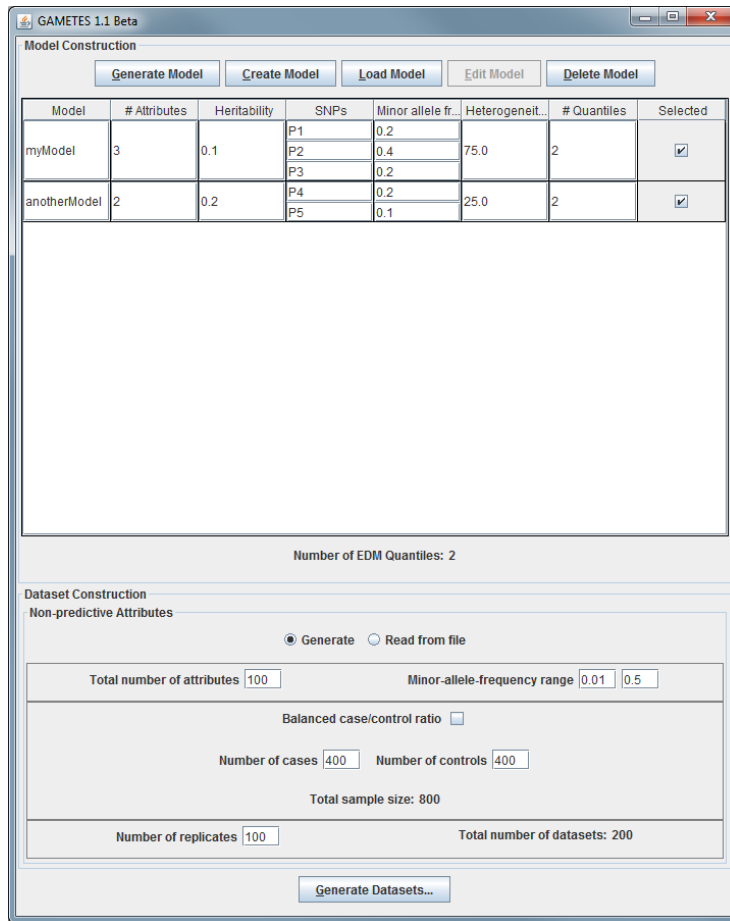 GAMETES 1.1 Beta
Model Construction
Generate Model Create Model Load Model Edit Model Delete Model
Model # Attributes Heritability SNPs Minor allele fr... Heterogeneit... # Quantiles Selected
P1 0.2
myModel 3 0.1 P2 0.4 75.0 2
P3 0.2
anotherModel 2 0.2 P4 0.2 25.0 2
P5 0.1
Number of EDM Quantiles: 2
Dataset Construction
Non-predictive Attributes
Generate Read from file
Total number of attributes 100 Minor-allele-frequency range 0.01 0.5
Balanced case/control ratio
Number of cases 400 Number of controls 400
Total sample size: 800
Number of replicates 100 Total number of datasets: 200
Generate Datasets...